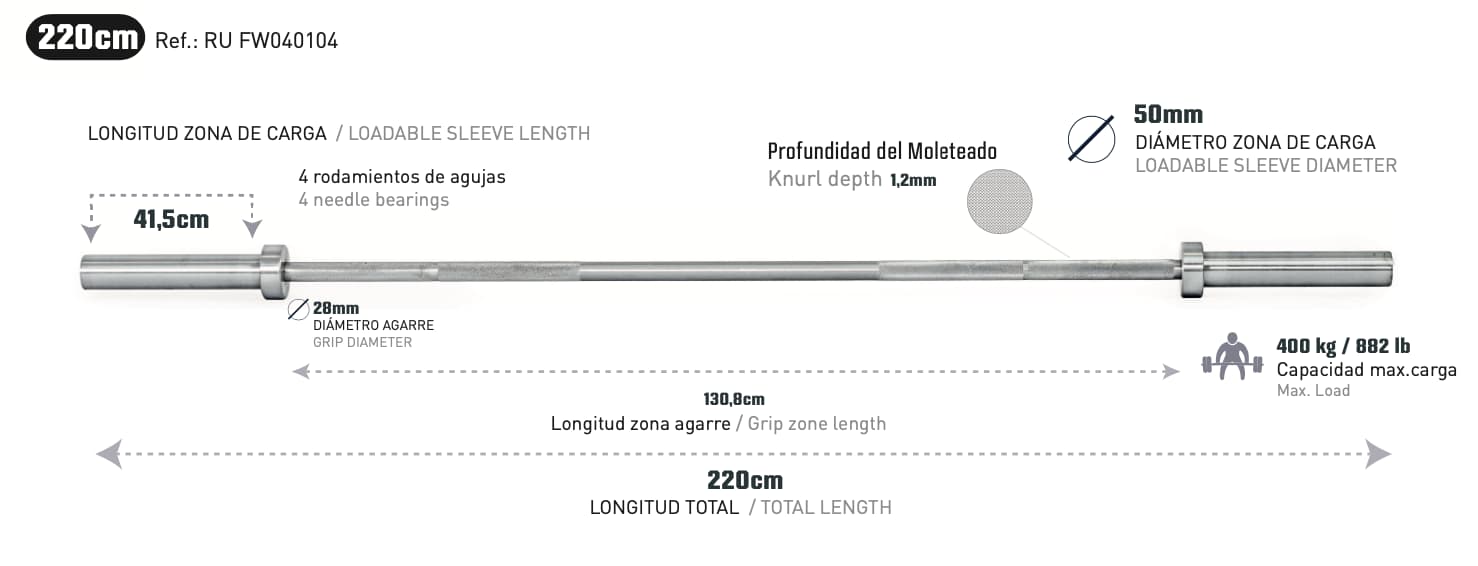 220cm Ref.: RU FW040104
50mm
DIÁMETRO ZONA DE CARGA
LOADABLE SLEEVE DIAMETER
LONGITUD ZONA DE CARGA / LOADABLE SLEEVE LENGTH
Profundidad del Moleteado
Knurl depth 1,2mm
4 rodamientos de agujas
4 needle bearings
41,5cm
28mm
DIÁMETRO AGARRE
GRIP DIAMETER
400 kg / 882 lb
Capacidad max.carga
Max. Load
130,8cm
Longitud zona agarre / Grip zone length
220cm
LONGITUD TOTAL / TOTAL LENGTH